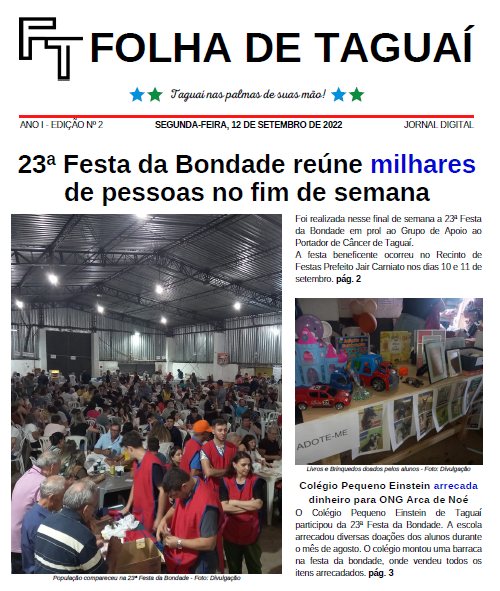 FT FOLHA DE TAGUAÍ
Taguaí nas palmas de suas mão!
ANO I - EDIÇÃO Nº 2 SEGUNDA-FEIRA, 12 DE SETEMBRO DE 2022 JORNAL DIGITAL
23ª Festa da Bondade reúne milhares
de pessoas no fim de semana
Foi realizada nesse final de semana a 23ª Festa
da Bondade em prol ao Grupo de Apoio ao
Portador de Câncer de Taguaí.
A festa beneficente ocorreu no Recinto de
Festas Prefeito Jair Carniato nos dias 10 e 11 de
setembro. pág. 2
ADOTE-ME
Livros e Brinquedos doados pelos alunos - Foto: Divulgação
Colégio Pequeno Einstein arrecada
dinheiro para ONG Arca de Noé
O Colégio Pequeno Einstein de Taguaí
participou da 23ª Festa da Bondade. A escola
arrecadou diversas doações dos alunos durante
o mês de agosto. O colégio montou uma barraca
na festa da bondade, onde vendeu todos os
itens arrecadados. pág. 3
População compareceu na 23ª Festa da Bondade - Foto: Divulgação